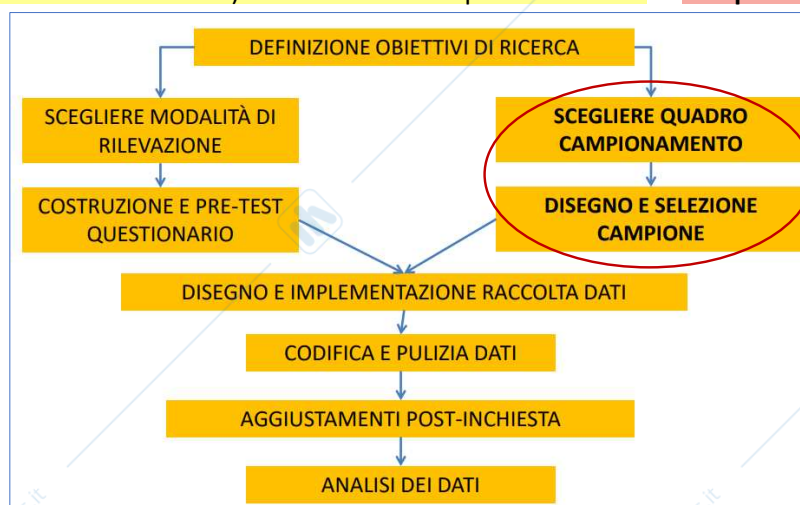 DEFINIZIONE OBIETTIVI DI RICERCA
SCEGLIERE MODALITÀ DI
RILEVAZIONE
SCEGLIERE QUADRO
CAMPIONAMENTO
COSTRUZIONE E PRE-TEST
QUESTIONARIO
DISEGNO E SELEZIONE
CAMPIONE
DISEGNO E IMPLEMENTAZIONE RACCOLTA DATI
CODIFICA E PULIZIA DATI
AGGIUSTAMENTI POST-INCHIESTA
ANALISI DEI DATI